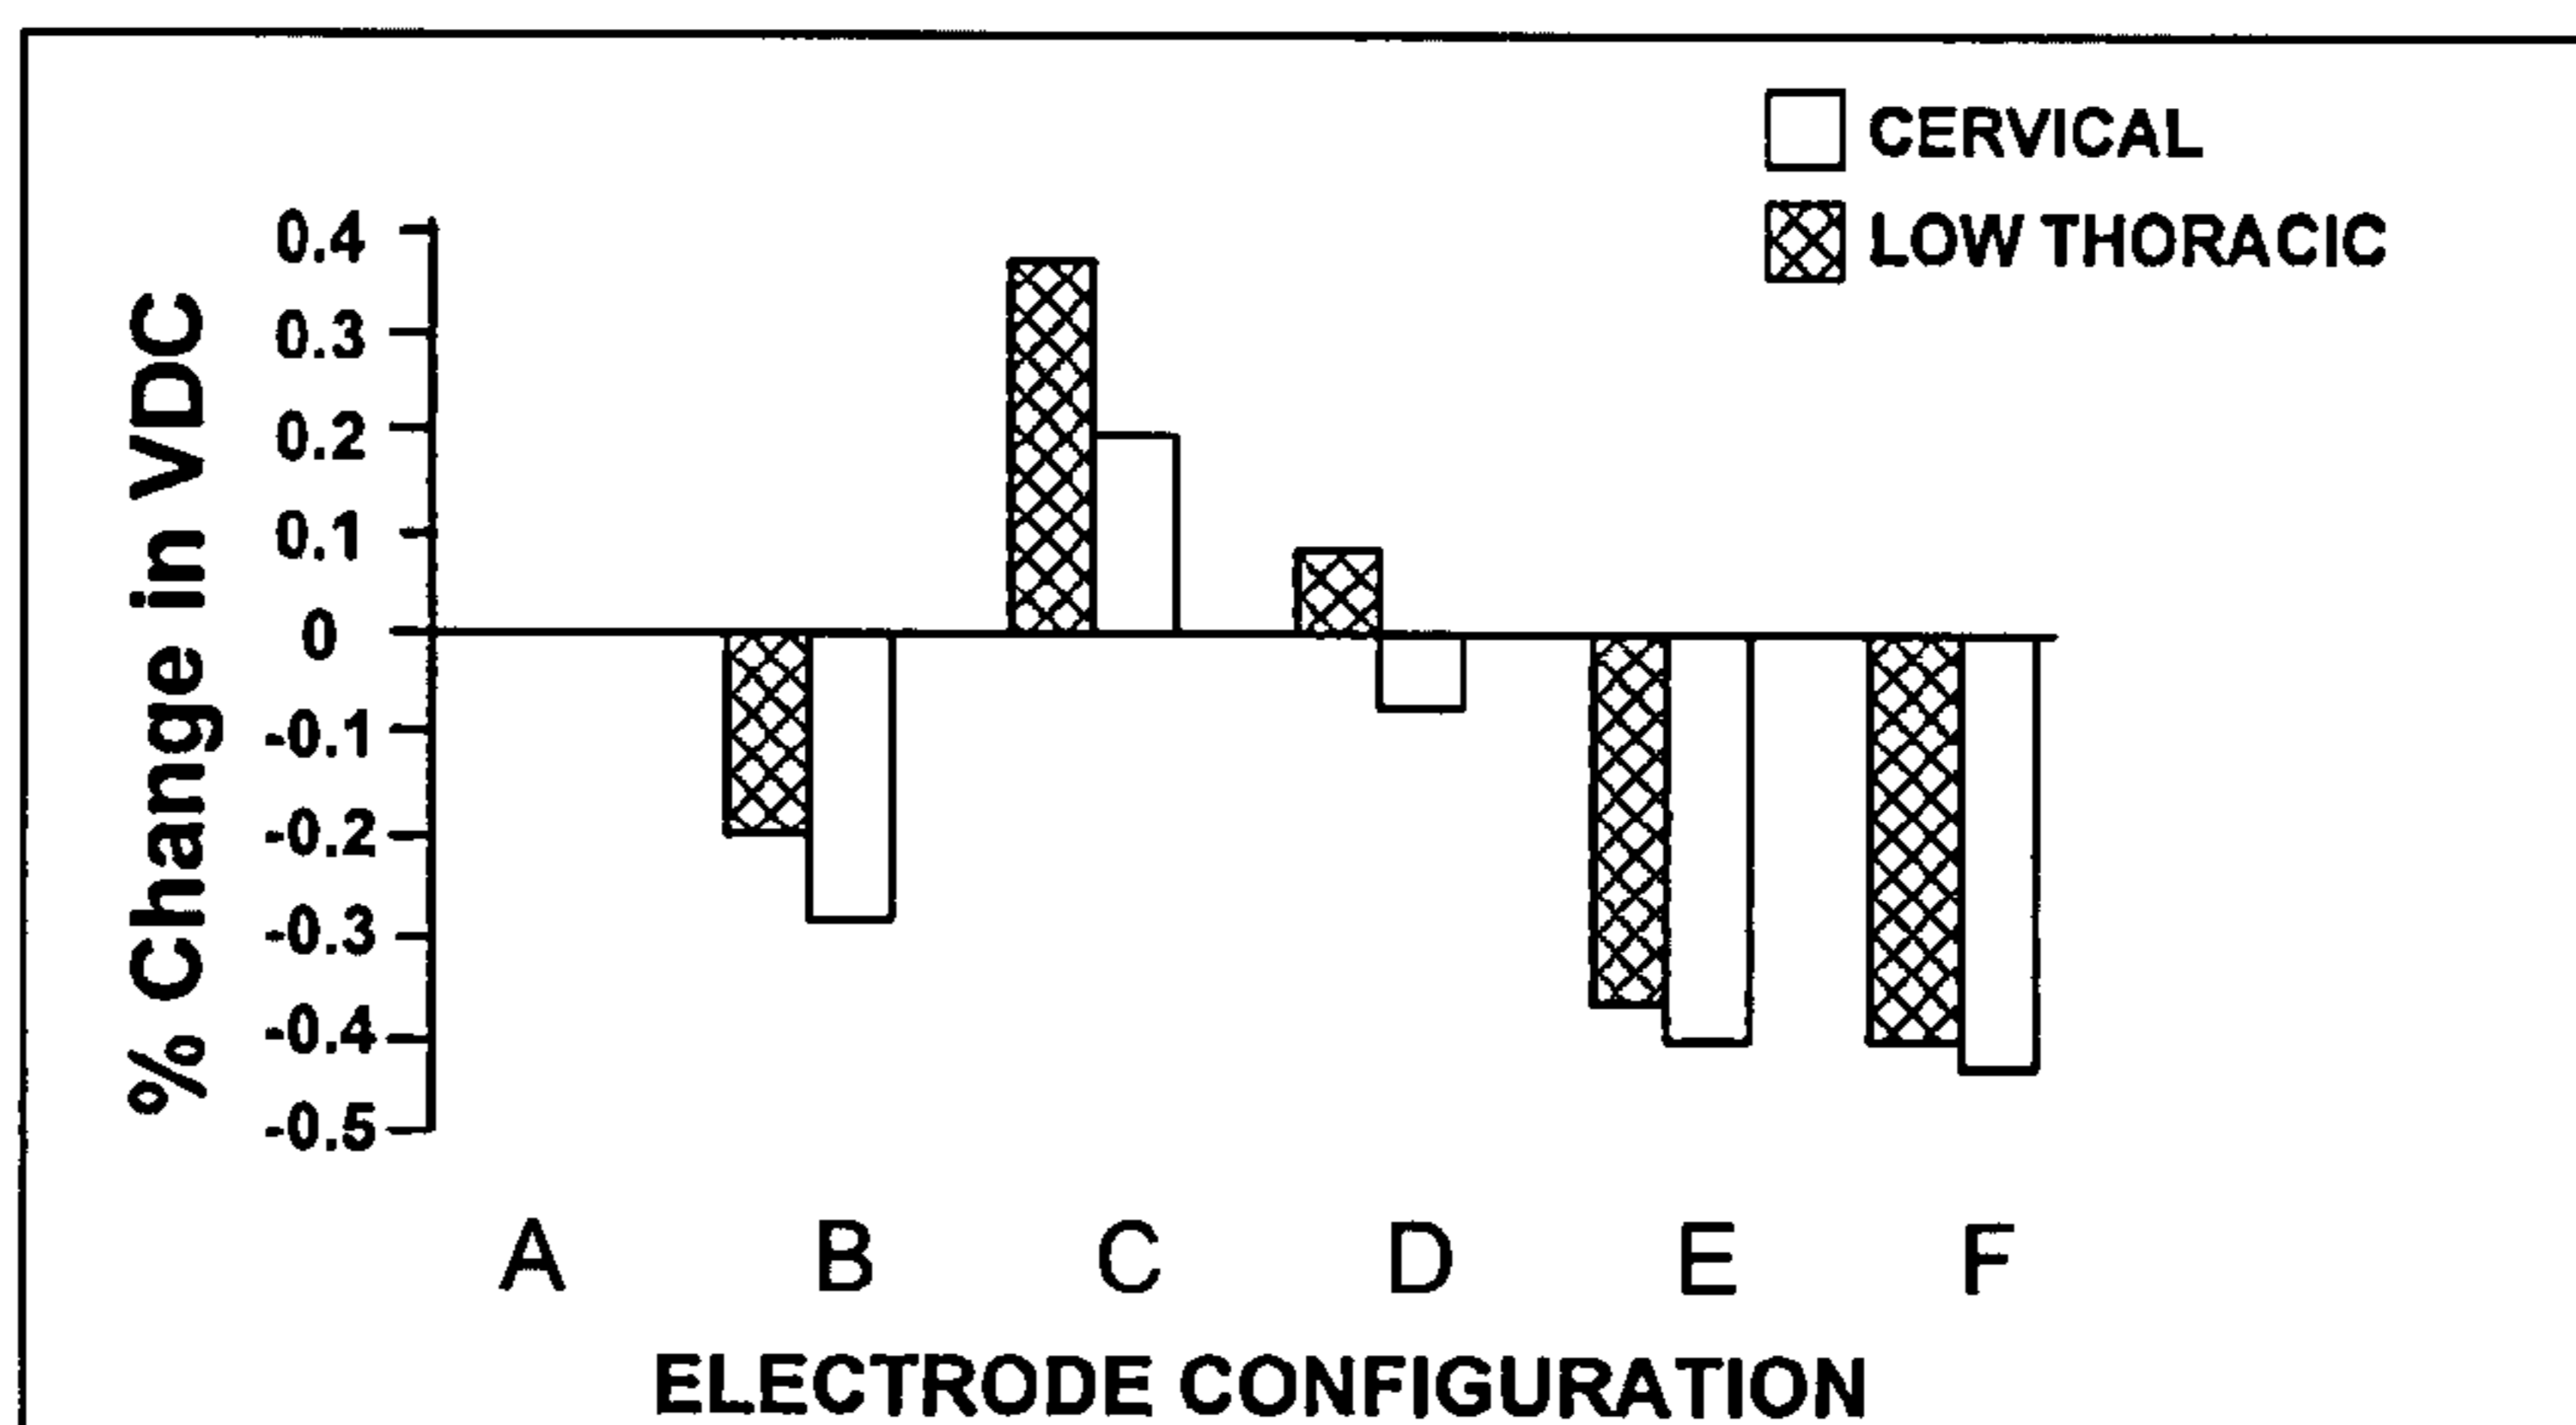 CERVICAL
LOW THORACIC
% Change in VDC
0.4
0.3
0.2
0.1
0
-0.1
-0.2
-0.3
-0.4
-0.5
A B C D E F
ELECTRODE CONFIGURATION